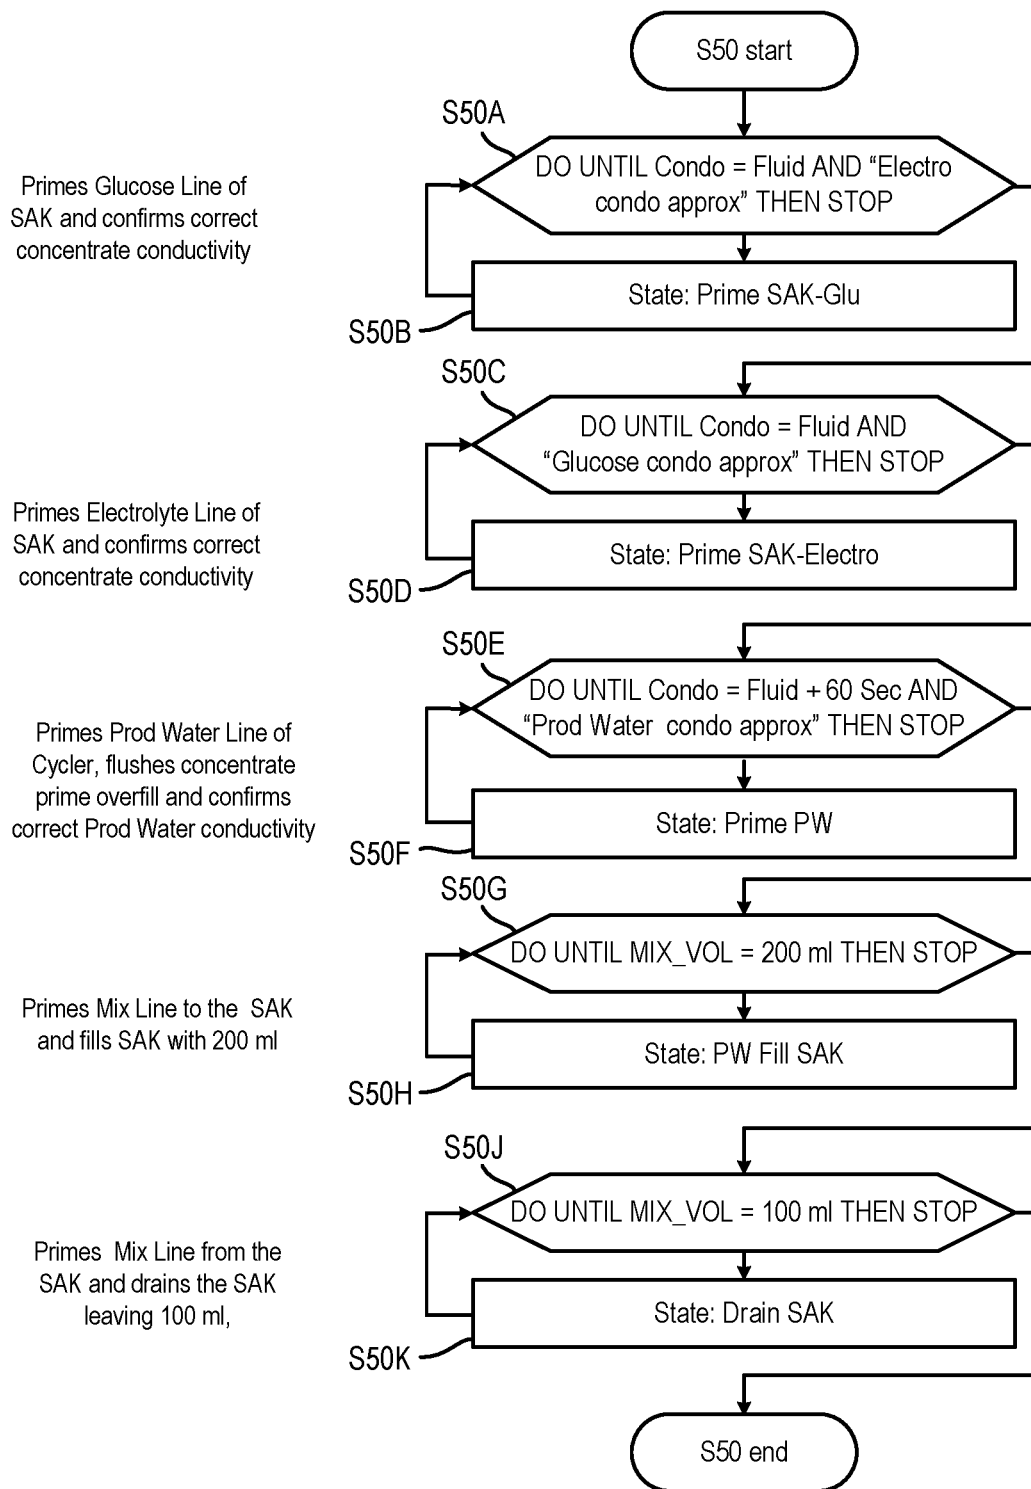 S50 start
S50A
DO UNTIL Condo = Fluid AND “Electro
condo approx” THEN STOP
Primes Glucose Line of
SAK and confirms correct
concentrate conductivity
State: Prime SAK-Glu
S50B
S50C
DO UNTIL Condo = Fluid AND
“Glucose condo approx” THEN STOP
Primes Electrolyte Line of
SAK and confirms correct
concentrate conductivity
State: Prime SAK-Electro
S50D
S50E
DO UNTIL Condo = Fluid + 60 Sec AND
“Prod Water condo approx” THEN STOP
Primes Prod Water Line of
Cycler, flushes concentrate
prime overfill and confirms
correct Prod Water conductivity
State: Prime PW
S50F
S50G
DO UNTIL MIX_VOL = 200 ml THEN STOP
Primes Mix Line to the SAK
and fills SAK with 200 ml
State: PW Fill SAK
S50H
S50J
DO UNTIL MIX_VOL = 100 ml THEN STOP
Primes Mix Line from the
SAK and drains the SAK
leaving 100 ml,
State: Drain SAK
S50K
S50 end